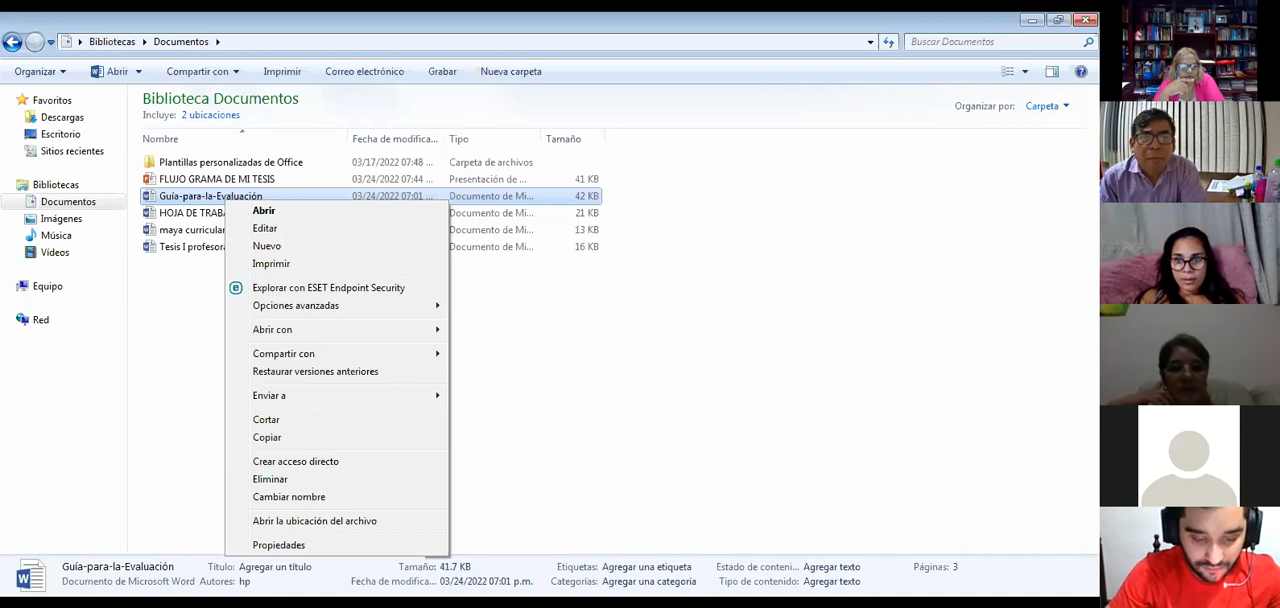 Bibliotecas Documentos
Buscar Documentos
Organizar Abrir Compartir con Imprimir Correo electrónico Grabar Nueva carpeta
Favoritos
Descargas
Escritorio
Sitios recientes
Bibliotecas
Documentos
Imágenes
Música
Vídeos
Equipo
Red
Biblioteca Documentos
Incluye: 2 ubicaciones
Organizar por: Carpeta
Nombre Fecha de modifica... Tipo Tamaño
Plantillas personalizadas de Office 03/17/2022 07:48 ... Carpeta de archivos
FLUJO GRAMA DE MI TESIS 03/24/2022 07:44 ... Presentación de ... 41 KB
Guía-para-la-Evaluación 03/24/2022 07:01 ... Documento de Mi... 42 KB
HOJA DE TRABA Documento de Mi... 21 KB
maya curricular Documento de Mi... 13 KB
Tesis I profesora Documento de Mi... 16 KB
Abrir
Editar
Nuevo
Imprimir
Explorar con ESET Endpoint Security
Opciones avanzadas
Abrir con
Compartir con
Restaurar versiones anteriores
Enviar a
Cortar
Copiar
Crear acceso directo
Eliminar
Cambiar nombre
Abrir la ubicación del archivo
Propiedades
Guía-para-la-Evaluación Título: Agregar un título Tamaño: 41.7 KB Etiquetas: Agregar una etiqueta Estado de conteni... Agregar texto Páginas: 3
Documento de Microsoft Word Autores: hp Fecha de modifica... 03/24/2022 07:01 p.m. Categorías: Agregar una categoría Tipo de contenido: Agregar texto